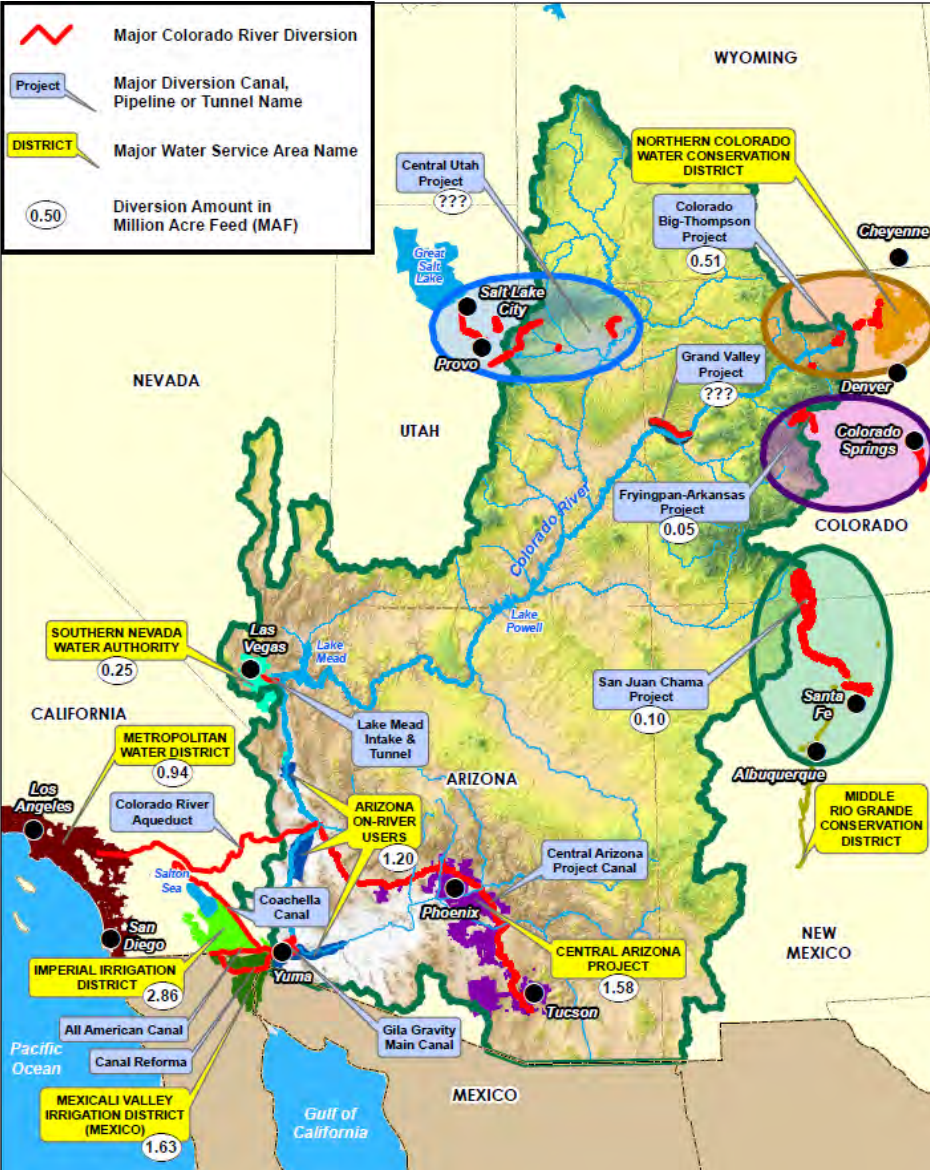 Major Colorado River Diversion
Project
Major Diversion Canal,
Pipeline or Tunnel Name
DISTRICT
Major Water Service Area Name
0.50
Diversion Amount in
Million Acre Feed (MAF)
WYOMING
NORTHERN COLORADO
WATER CONSERVATION
DISTRICT
Central Utah
Project
???
Colorado
Big-Thompson
Project
0.51
Cheyenne
Great
Salt
Lake
Salt Lake
City
Provo
Grand Valley
Project
???
Denver
NEVADA
UTAH
Colorado
Springs
Fryingpan-Arkansas
Project
0.05
COLORADO
Colorado River
Lake
Powell
SOUTHERN NEVADA
WATER AUTHORITY
0.25
Las
Vegas
Lake
Mead
San Juan Chama
Project
0.10
Santa
Fe
CALIFORNIA
METROPOLITAN
WATER DISTRICT
0.94
Lake Mead
Intake &
Tunnel
ARIZONA
Albuquerque
Los
Angeles
Colorado River
Aqueduct
ARIZONA
ON-RIVER
USERS
1.20
MIDDLE
RIO GRANDE
CONSERVATION
DISTRICT
Salton
Sea
Coachella
Canal
Central Arizona
Project Canal
Phoenix
San
Diego
NEW
MEXICO
IMPERIAL IRRIGATION
DISTRICT
2.86
Yuma
CENTRAL ARIZONA
PROJECT
1.58
Tucson
All American Canal
Gila Gravity
Main Canal
Canal Reforma
Pacific
Ocean
MEXICO
MEXICALI VALLEY
IRRIGATION DISTRICT
(MEXICO)
1.63
Gulf of
California